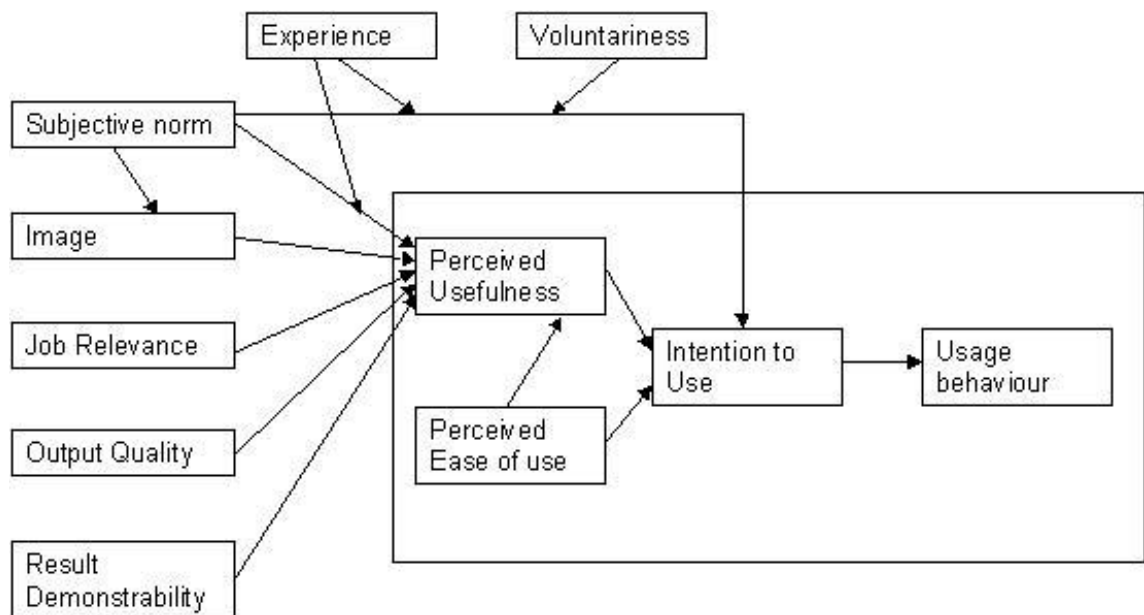 Experience
Voluntariness
Subjective norm
Image
Perceived
Usefulness
Job Relevance
Intention to
Use
Usage
behaviour
Perceived
Ease of use
Output Quality
Result
Demonstrability